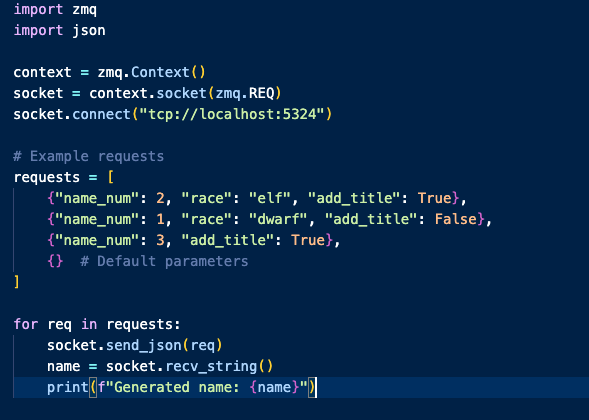 import zmq
import json
context = zmq.Context()
socket = context.socket(zmq.REQ)
socket.connect("tcp://localhost:5324")
# Example requests
requests = [
    {"name_num": 2, "race": "elf", "add_title": True},
    {"name_num": 1, "race": "dwarf", "add_title": False},
    {"name_num": 3, "add_title": True},
    {}  # Default parameters
]
for req in requests:
    socket.send_json(req)
    name = socket.recv_string()
    print(f"Generated name: {name}")